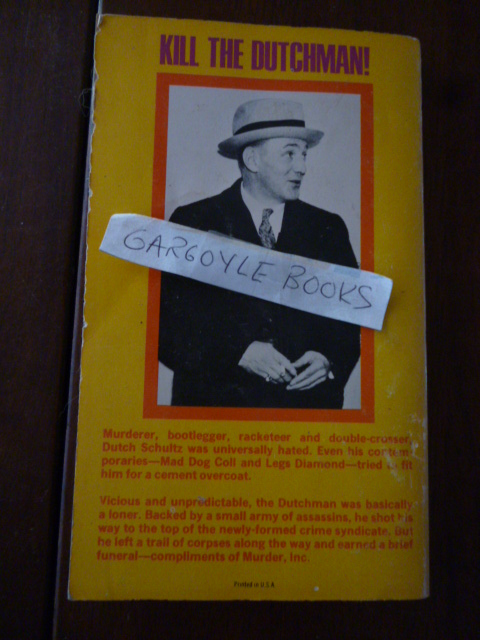 KILL THE DUTCHMAN!
GARGOYLE BOOKS
Murderer, bootlegger, racketeer and double-crosser,
Dutch Schultz was universally hated. Even his contem
poraries—Mad Dog Coll and Legs Diamond—tried to fit
him for a cement overcoat.
Vicious and unpredictable, the Dutchman was basically
a loner. Backed by a small army of assassins, he shot his
way to the top of the newly-formed crime syndicate. But
he left a trail of corpses along the way and earned a brief
funeral—compliments of Murder, Inc.
Printed in U.S.A.